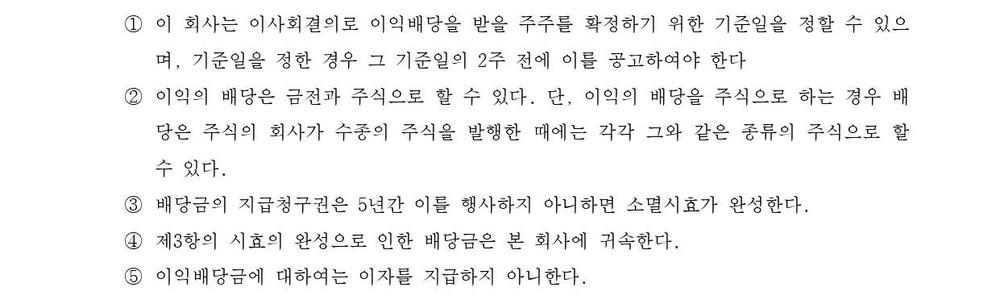 ① 이 회사는 이사회결의로 이익배당을 받을 주주를 확정하기 위한 기준일을 정할 수 있으
며, 기준일을 정한 경우 그 기준일의 2주 전에 이를 공고하여야 한다
② 이익의 배당은 금전과 주식으로 할 수 있다. 단, 이익의 배당을 주식으로 하는 경우 배
당은 주식의 회사가 수종의 주식을 발행한 때에는 각각 그와 같은 종류의 주식으로 할
수 있다.
③ 배당금의 지급청구권은 5년간 이를 행사하지 아니하면 소멸시효가 완성한다.
④ 제3항의 시효의 완성으로 인한 배당금은 본 회사에 귀속한다.
⑤ 이익배당금에 대하여는 이자를 지급하지 아니한다.